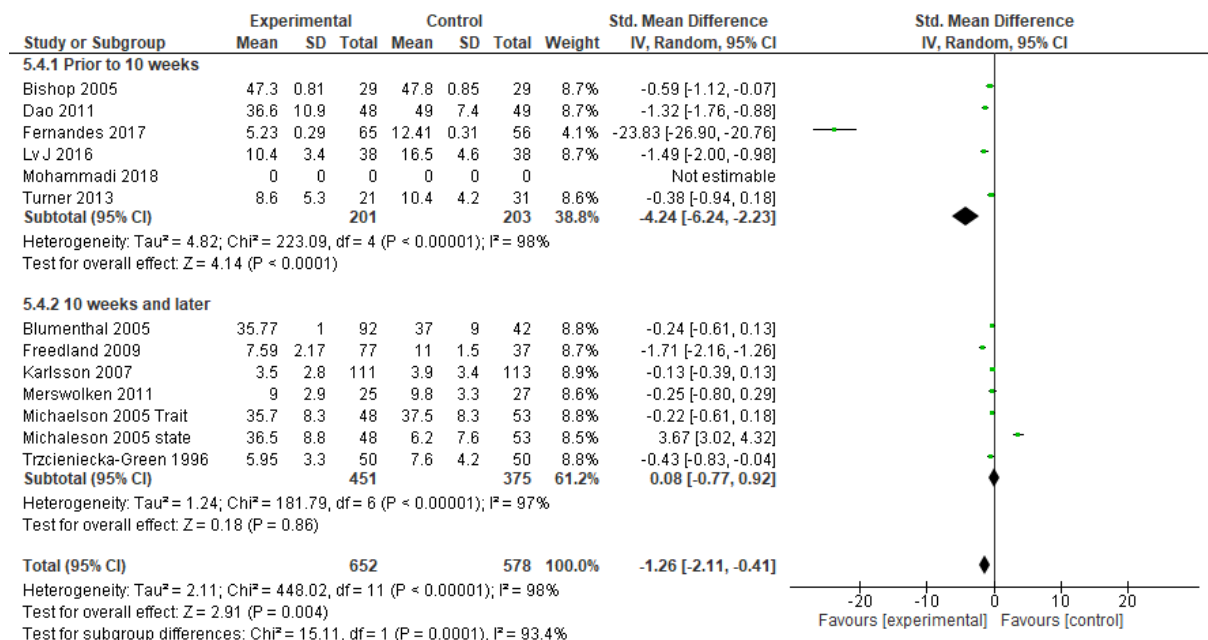 Experimental Control Std. Mean Difference Std. Mean Difference
Study or Subgroup Mean SD Total Mean SD Total Weight IV, Random, 95% CI IV, Random, 95% CI
5.4.1 Prior to 10 weeks
Bishop 2005 47.3 0.81 29 47.8 0.85 29 8.7% -0.59 [-1.12, -0.07]
Dao 2011 36.6 10.9 48 49 7.4 49 8.7% -1.32 [-1.76, -0.88]
Fernandes 2017 5.23 0.29 65 12.41 0.31 56 4.1% -23.83 [-26.90, -20.76]
Lv J 2016 10.4 3.4 38 16.5 4.6 38 8.7% -1.49 [-2.00, -0.98]
Mohammadi 2018 0 0 0 0 0 0 Not estimable
Turner 2013 8.6 5.3 21 10.4 4.2 31 8.6% -0.38 [-0.94, 0.18]
Subtotal (95% CI) 201 203 38.8% -4.24 [-6.24, -2.23]
Heterogeneity: Tau² = 4.82; Chi² = 223.09, df = 4 (P < 0.00001); I² = 98%
Test for overall effect: Z = 4.14 (P < 0.0001)
5.4.2 10 weeks and later
Blumenthal 2005 35.77 1 92 37 9 42 8.8% -0.24 [-0.61, 0.13]
Freedland 2009 7.59 2.17 77 11 1.5 37 8.7% -1.71 [-2.16, -1.26]
Karlsson 2007 3.5 2.8 111 3.9 3.4 113 8.9% -0.13 [-0.39, 0.13]
Merswolken 2011 9 2.9 25 9.8 3.3 27 8.6% -0.25 [-0.80, 0.29]
Michaelson 2005 Trait 35.7 8.3 48 37.5 8.3 53 8.8% -0.22 [-0.61, 0.18]
Michaleson 2005 state 36.5 8.8 48 6.2 7.6 53 8.5% 3.67 [3.02, 4.32]
Trzcieniecka-Green 1996 5.95 3.3 50 7.6 4.2 50 8.8% -0.43 [-0.83, -0.04]
Subtotal (95% CI) 451 375 61.2% 0.08 [-0.77, 0.92]
Heterogeneity: Tau² = 1.24; Chi² = 181.79, df = 6 (P < 0.00001); I² = 97%
Test for overall effect: Z = 0.18 (P = 0.86)
Total (95% CI) 652 578 100.0% -1.26 [-2.11, -0.41]
Heterogeneity: Tau² = 2.11; Chi² = 448.02, df = 11 (P < 0.00001); I² = 98%
Test for overall effect: Z = 2.91 (P = 0.004)
Test for subgroup differences: Chi² = 15.11, df = 1 (P = 0.0001), I² = 93.4%
-20 -10 0 10 20
Favours [experimental] Favours [control]